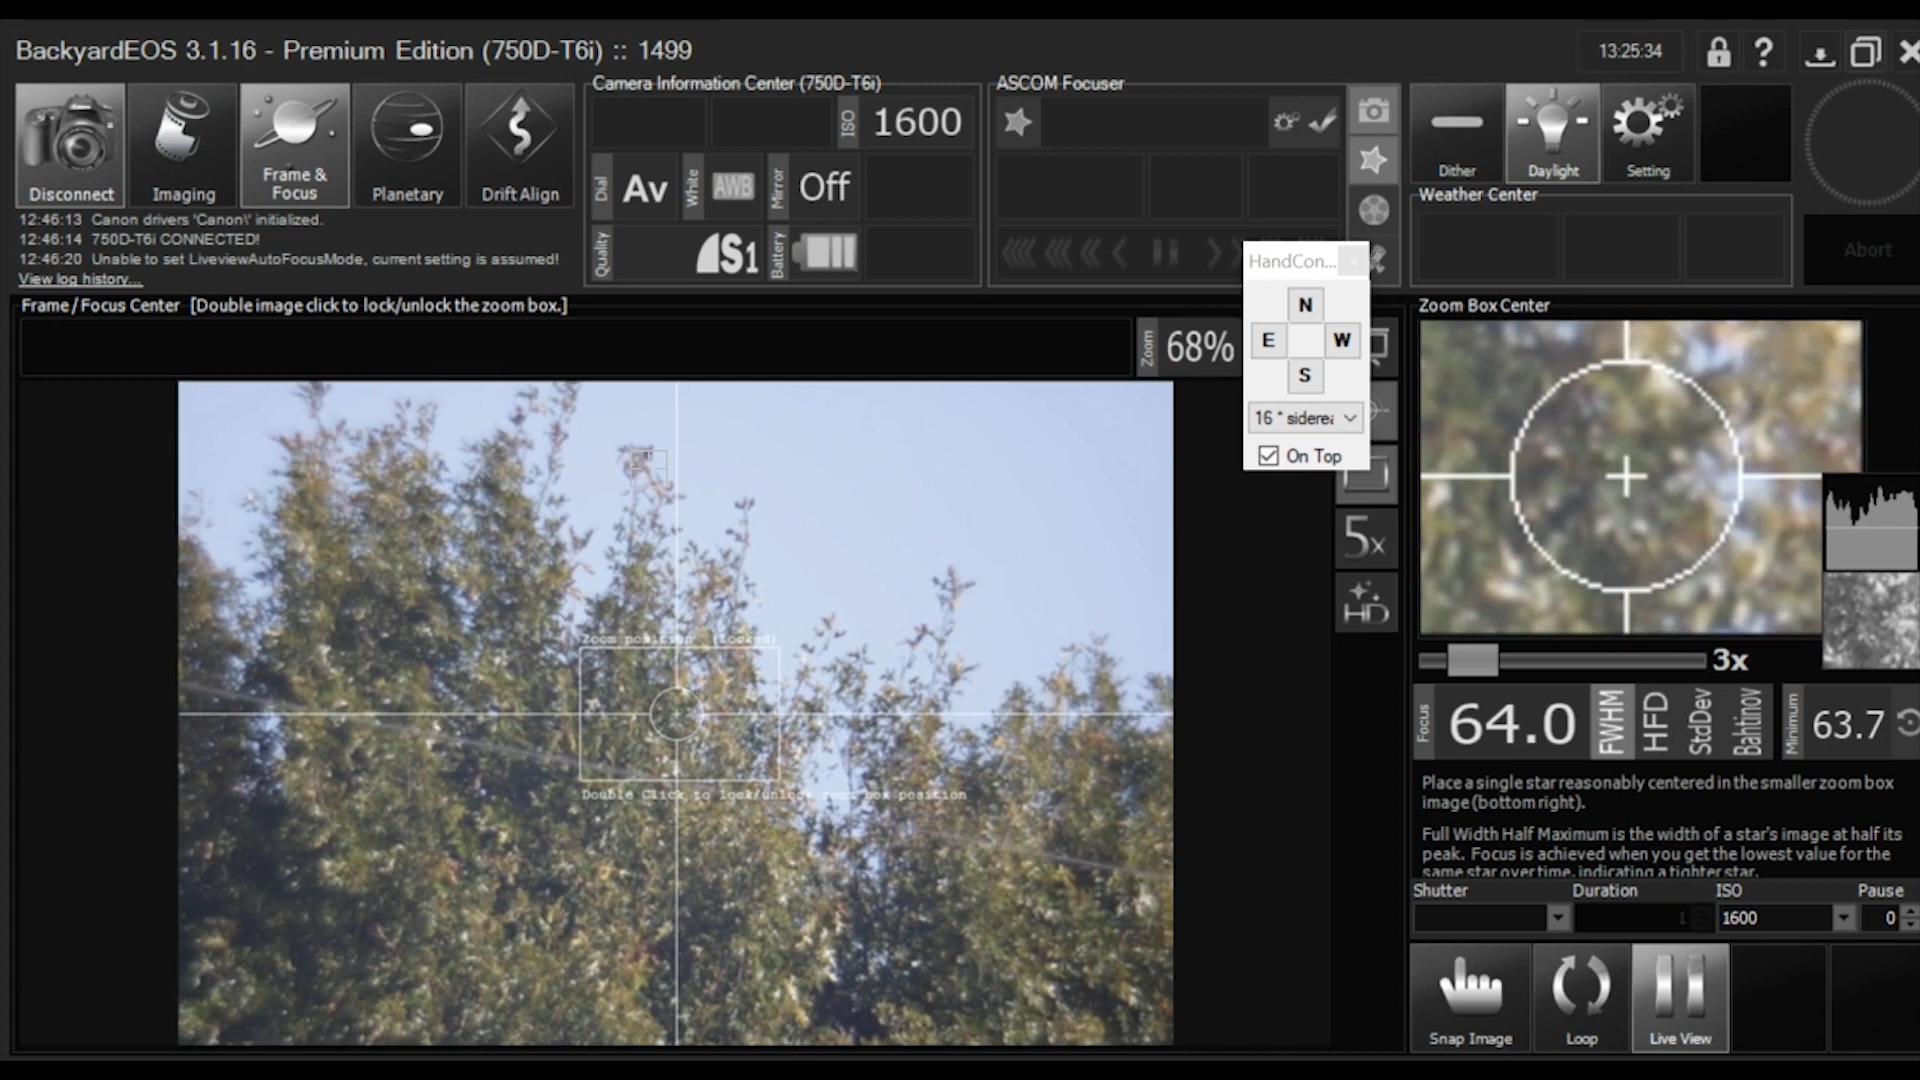 BackyardEOS 3.1.16 - Premium Edition (750D-T6i) :: 1499
13:25:34
?
Disconnect
Imaging
Frame &
Focus
Planetary
Drift Align
12:46:13 Canon drivers 'Canon\' initialized.
12:46:14 750D-T6i CONNECTED!
12:46:20 Unable to set LiveviewAutoFocusMode, current setting is assumed!
View log history...
Camera Information Center (750D-T6i)
ISO 1600
Dial Av White AWB Mirror Off
Quality S1 Battery
ASCOM Focuser
Dither
Daylight
Setting
Weather Center
Abort
Frame / Focus Center [Double image click to lock/unlock the zoom box.]
Zoom 68%
HandCon...
N
E W
S
16 * siderea
On Top
5x
HD
Zoom position (locked)
Double Click to lock/unlock zoom box position
Zoom Box Center
3x
Focus 64.0 FWHM HFD StdDev Bahtinov Minimum 63.7
Place a single star reasonably centered in the smaller zoom box
image (bottom right).
Full Width Half Maximum is the width of a star's image at half its
peak. Focus is achieved when you get the lowest value for the
same star over time, indicating a tighter star.
Shutter Duration ISO Pause
1 1600 0
Snap Image
Loop
Live View